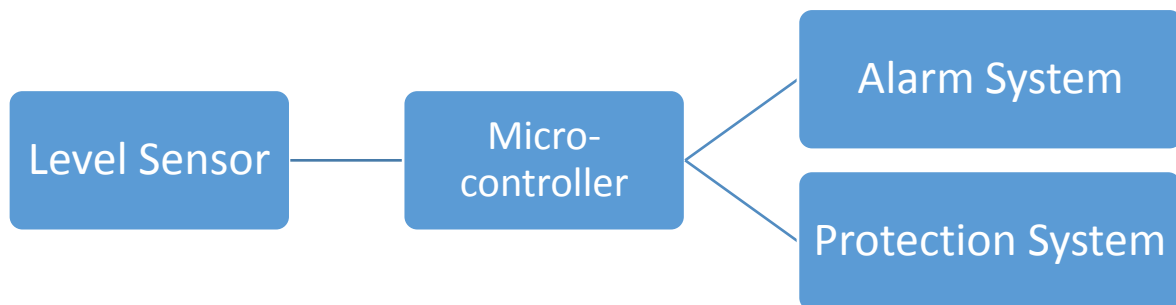 Level Sensor
Micro-
controller
Alarm System
Protection System